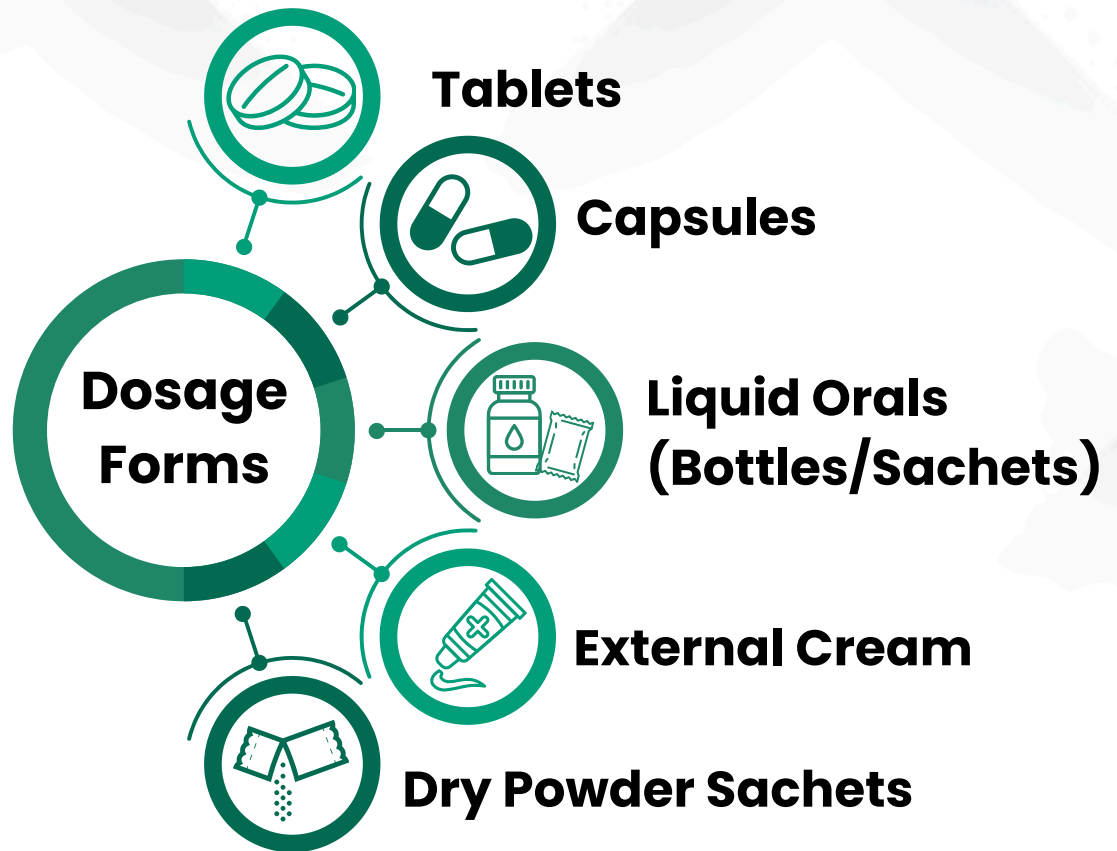 Tablets
Capsules
Dosage
Forms
Liquid Orals
(Bottles/Sachets)
External Cream
Dry Powder Sachets